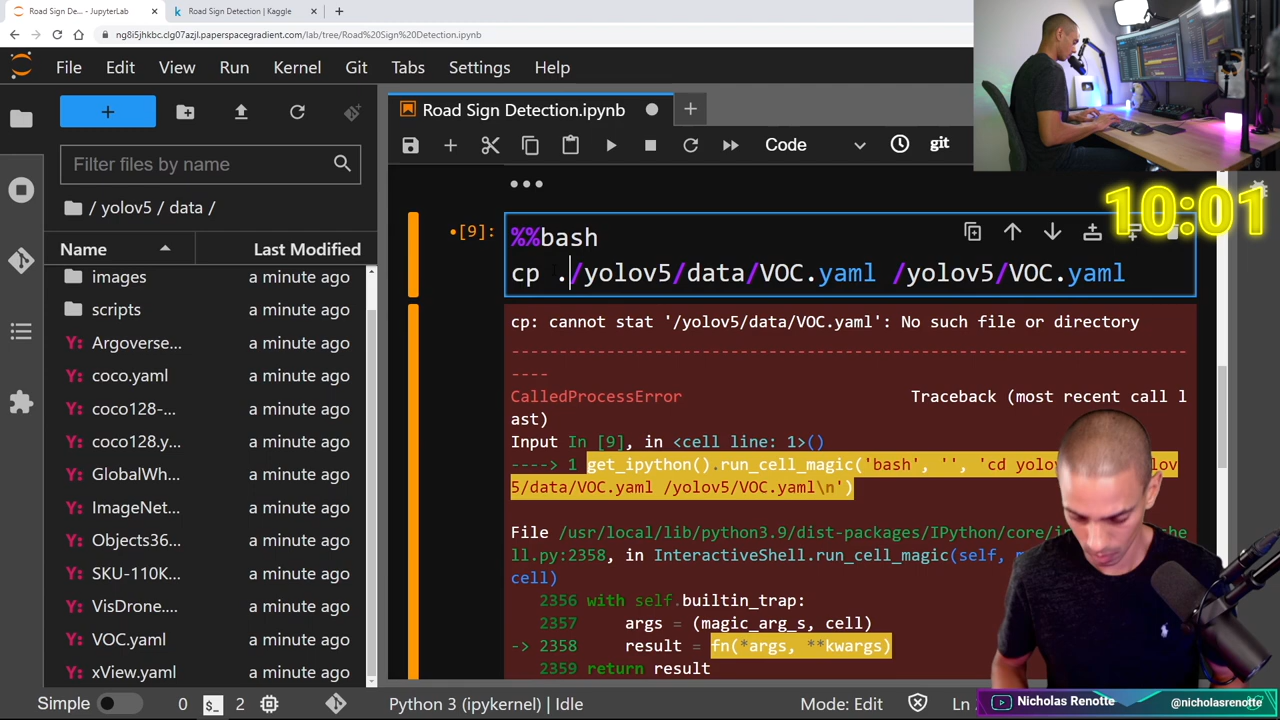 Road Sign De... - JupyterLab
Road Sign Detection | Kaggle
ng8i5jhkbc.clg07azjl.paperspacegradient.com/lab/tree/Road%20Sign%20Detection.ipynb
File Edit View Run Kernel Git Tabs Settings Help
Road Sign Detection.ipynb
Code
git
Filter files by name
/ yolov5 / data /
Name Last Modified
images a minute ago
scripts a minute ago
Argoverse... a minute ago
coco.yaml a minute ago
coco128-... a minute ago
coco128.y... a minute ago
GlobalWh... a minute ago
ImageNet... a minute ago
Objects36... a minute ago
SKU-110K... a minute ago
VisDrone.... a minute ago
VOC.yaml a minute ago
xView.yaml a minute ago
10:01
[9]:
%%bash
cp ./yolov5/data/VOC.yaml /yolov5/VOC.yaml
cp: cannot stat '/yolov5/data/VOC.yaml': No such file or directory
---------------------------------------------------------------------------
CalledProcessError Traceback (most recent call l
ast)
Input In [9], in <cell line: 1>()
----> 1 get_ipython().run_cell_magic('bash', '', 'cd
5/data/VOC.yaml /yolov5/VOC.yaml\n')
File /usr/local/lib/python3.9/dist-packages/IPython/core/
ll.py:2358, in InteractiveShell.run_cell_magic(self,
cell)
2356 with self.builtin_trap:
2357 args = (magic_arg_s, cell)
-> 2358 result = fn(*args, **kwargs)
2359 return result
Simple 0 $_ 2
Python 3 (ipykernel) | Idle
Mode: Edit
Nicholas Renotte
@nicholasrenotte